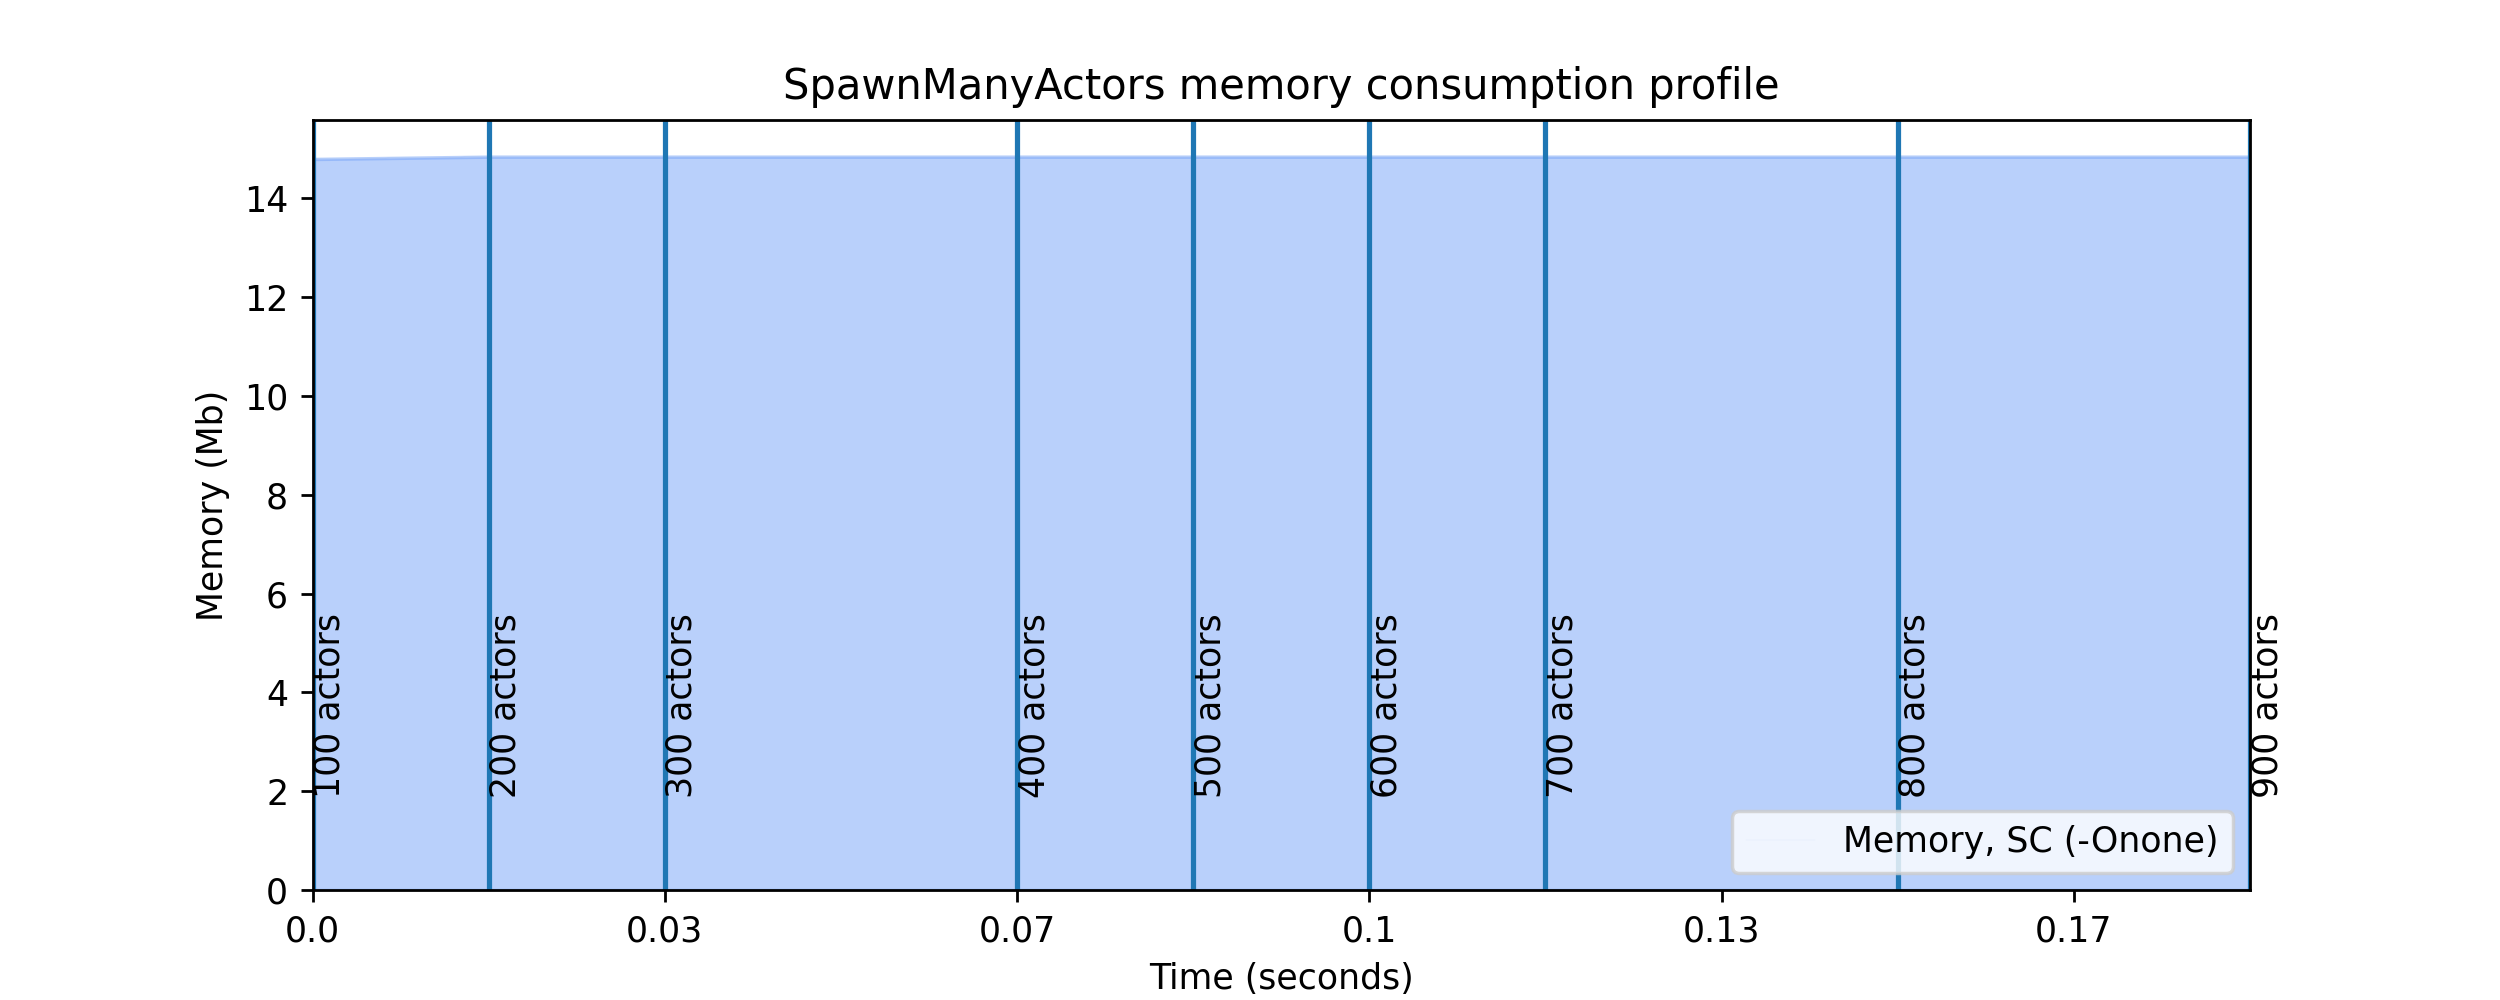 SpawnManyActors memory consumption profile
Memory (Mb)
14
12
10
8
6
4
2
0
100 actors
200 actors
300 actors
400 actors
500 actors
600 actors
700 actors
800 actors
900 actors
Memory, SC (-Onone)
0.0
0.03
0.07
0.1
0.13
0.17
Time (seconds)